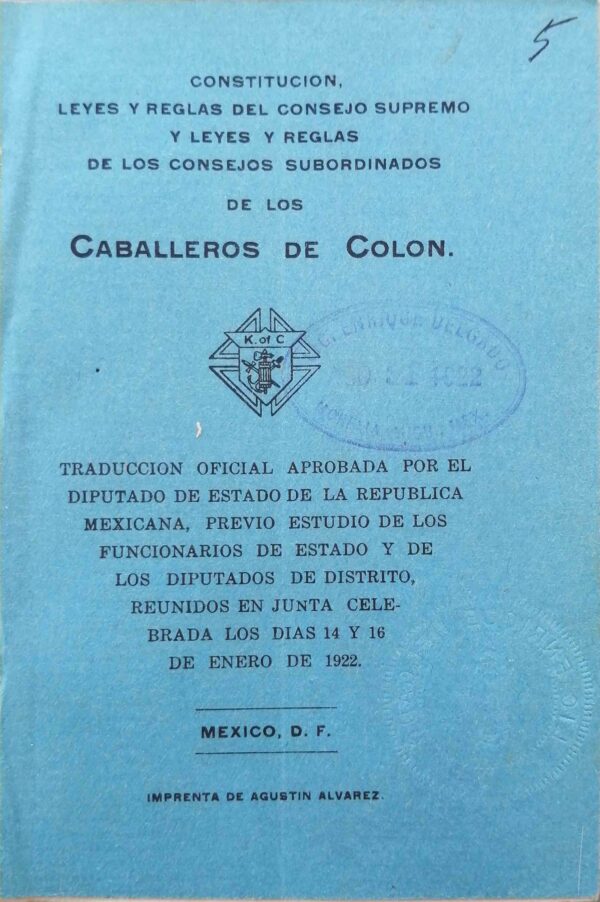 5
CONSTITUCION,
LEYES Y REGLAS DEL CONSEJO SUPREMO
Y LEYES Y REGLAS
DE LOS CONSEJOS SUBORDINADOS
DE LOS
CABALLEROS DE COLON.
K. of C
ENRIQUE DELGADO
1022
TRADUCCION OFICIAL APROBADA POR EL
DIPUTADO DE ESTADO DE LA REPUBLICA
MEXICANA, PREVIO ESTUDIO DE LOS
FUNCIONARIOS DE ESTADO Y DE
LOS DIPUTADOS DE DISTRITO,
REUNIDOS EN JUNTA CELE-
BRADA LOS DIAS 14 Y 16
DE ENERO DE 1922.
MEXICO, D. F.
IMPRENTA DE AGUSTIN ALVAREZ.